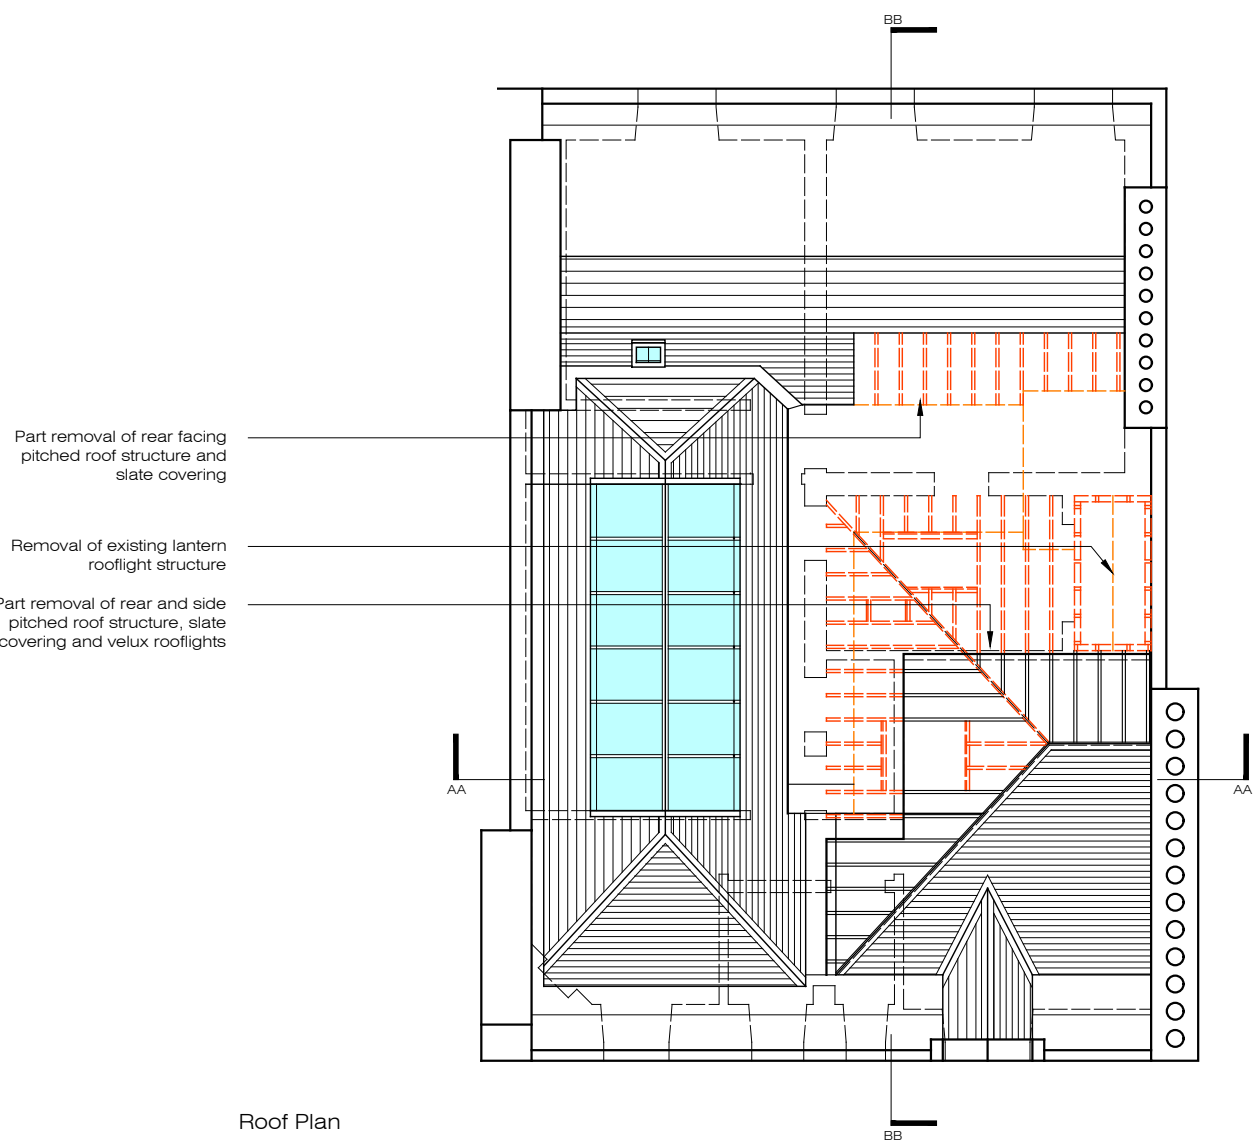 BB
Part removal of rear facing
pitched roof structure and
slate covering
Removal of existing lantern
rooflight structure
Part removal of rear and side
pitched roof structure, slate
covering and velux rooflights
AA
AA
Roof Plan
BB